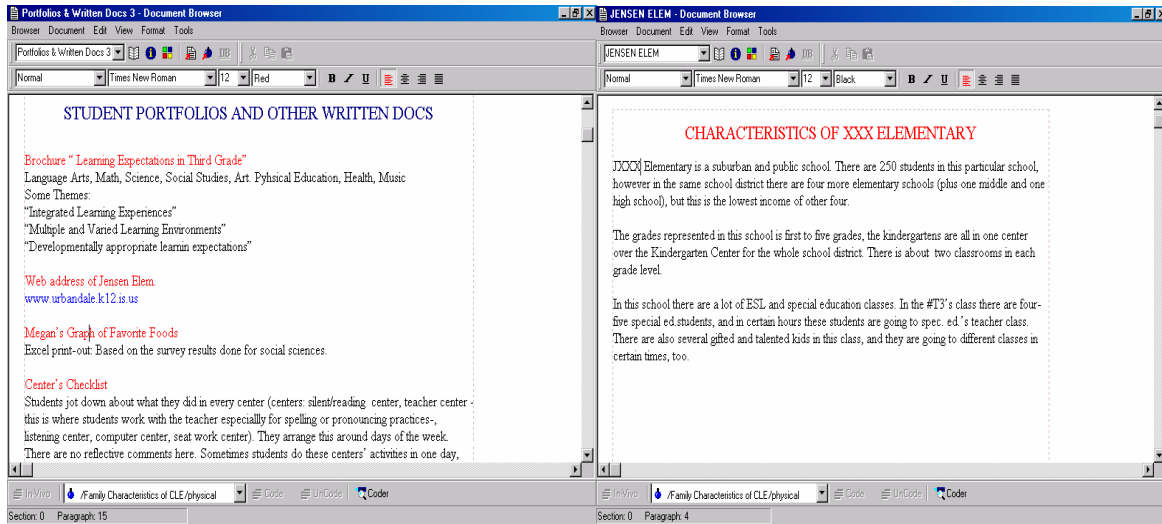 Portfolios & Written Docs 3 - Document Browser
Browser Document Edit View Format Tools
Portfolios & Written Docs 3
Normal Times New Roman 12 Red B I U
STUDENT PORTFOLIOS AND OTHER WRITTEN DOCS
Brochure “ Learning Expectations in Third Grade”
Language Arts, Math, Science, Social Studies, Art. Pyhsical Education, Health, Music
Some Themes:
“Integrated Learning Experiences”
“Multiple and Varied Learning Environments”
“Developmentally appropriate learnin expectations”
Web address of Jensen Elem.
www.urbandale.k12.is.us
Megan’s Graph of Favorite Foods
Excel print-out: Based on the survey results done for social sciences.
Center’s Checklist
Students jot down about what they did in every center (centers: silent/reading center, teacher center -
this is where students work with the teacher especiallly for spelling or pronouncing practices-,
listening center, computer center, seat work center). They arrange this around days of the week.
There are no reflective comments here. Sometimes students do these centers’ activities in one day,
In-Vivo /Family Characteristics of CLE/physical Code UnCode Coder
Section: 0 Paragraph: 15
JENSEN ELEM - Document Browser
Browser Document Edit View Format Tools
JENSEN ELEM
Normal Times New Roman 12 Black B I U
CHARACTERISTICS OF XXX ELEMENTARY
JXXX Elementary is a suburban and public school. There are 250 students in this particular school,
however in the same school district there are four more elementary schools (plus one middle and one
high school), but this is the lowest income of other four.
The grades represented in this school is first to five grades, the kindergartens are all in one center
over the Kindergarten Center for the whole school district. There is about two classrooms in each
grade level.
In this school there are a lot of ESL and special education classes. In the #T3’s class there are four-
five special ed.students, and in certain hours these students are going to spec. ed.’s teacher class.
There are also several gifted and talented kids in this class, and they are going to different classes in
certain times, too.
In-Vivo /Family Characteristics of CLE/physical Code UnCode Coder
Section: 0 Paragraph: 4